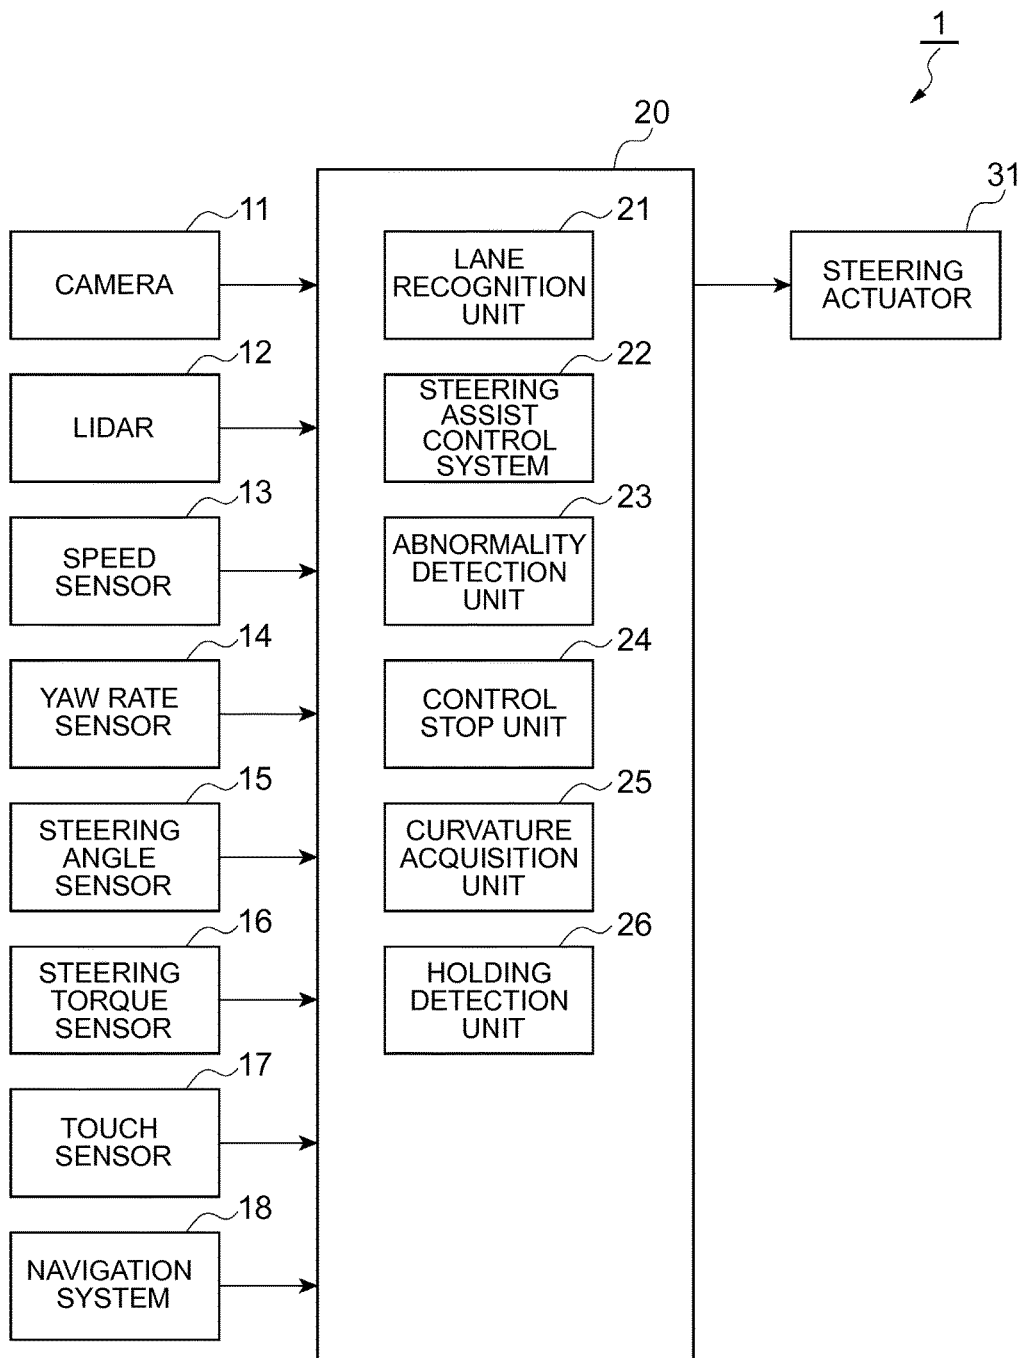 1
20
11
CAMERA
12
LIDAR
13
SPEED
SENSOR
14
YAW RATE
SENSOR
15
STEERING
ANGLE
SENSOR
16
STEERING
TORQUE
SENSOR
17
TOUCH
SENSOR
18
NAVIGATION
SYSTEM
21
LANE
RECOGNITION
UNIT
22
STEERING
ASSIST
CONTROL
SYSTEM
23
ABNORMALITY
DETECTION
UNIT
24
CONTROL
STOP UNIT
25
CURVATURE
ACQUISITION
UNIT
26
HOLDING
DETECTION
UNIT
31
STEERING
ACTUATOR